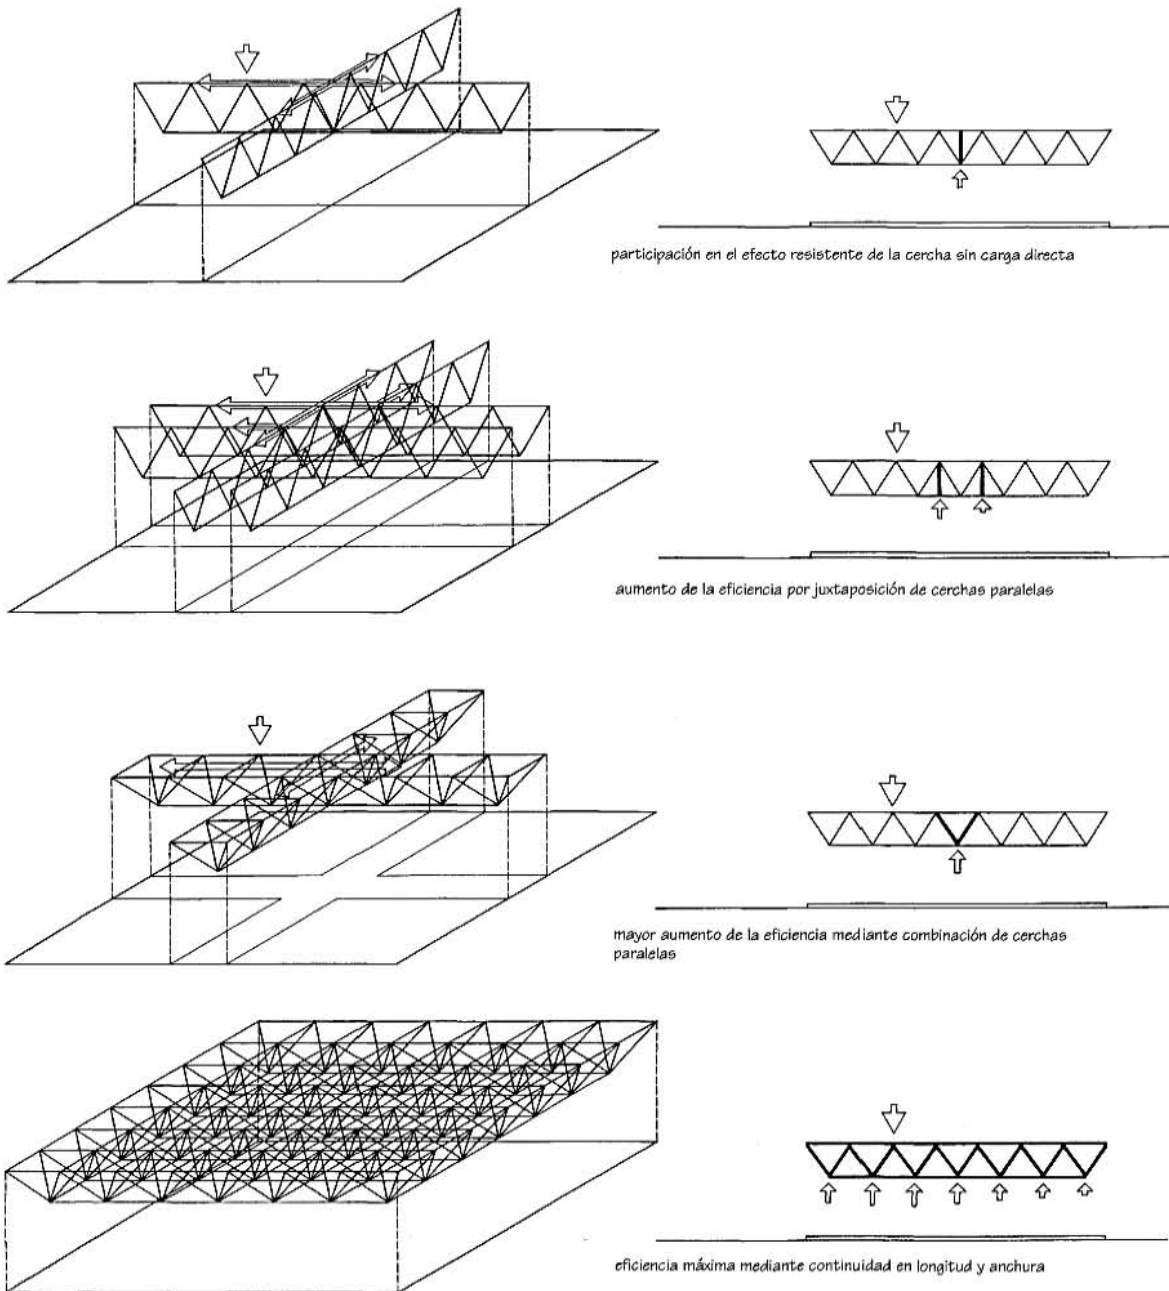 participación en el efecto resistente de la cercha sin carga directa
aumento de la eficiencia por juxtaposición de cerchas paralelas
mayor aumento de la eficiencia mediante combinación de cerchas
paralelas
eficiencia máxima mediante continuidad en longitud y anchura